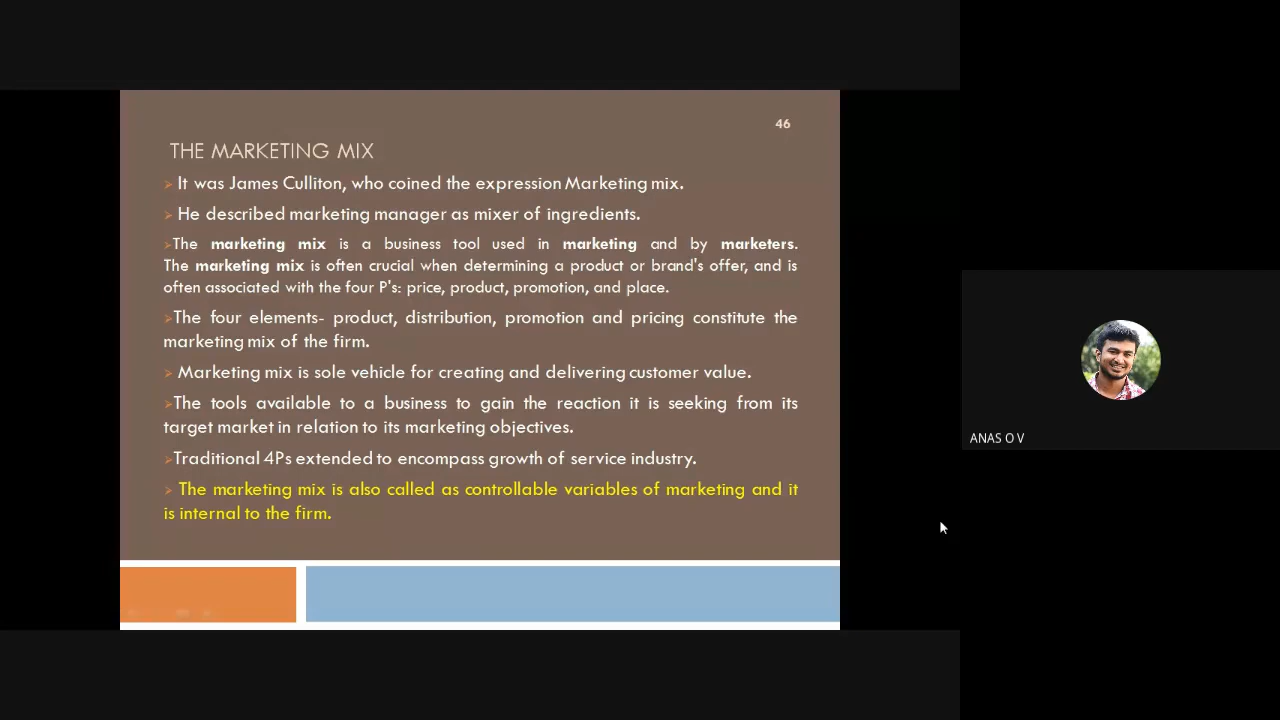 46
THE MARKETING MIX
➢ It was James Culliton, who coined the expression Marketing mix.
➢ He described marketing manager as mixer of ingredients.
➢The marketing mix is a business tool used in marketing and by marketers.
The marketing mix is often crucial when determining a product or brand's offer, and is
often associated with the four P's: price, product, promotion, and place.
➢The four elements- product, distribution, promotion and pricing constitute the
marketing mix of the firm.
➢ Marketing mix is sole vehicle for creating and delivering customer value.
➢The tools available to a business to gain the reaction it is seeking from its
target market in relation to its marketing objectives.
➢Traditional 4Ps extended to encompass growth of service industry.
➢ The marketing mix is also called as controllable variables of marketing and it
is internal to the firm.
ANAS O V